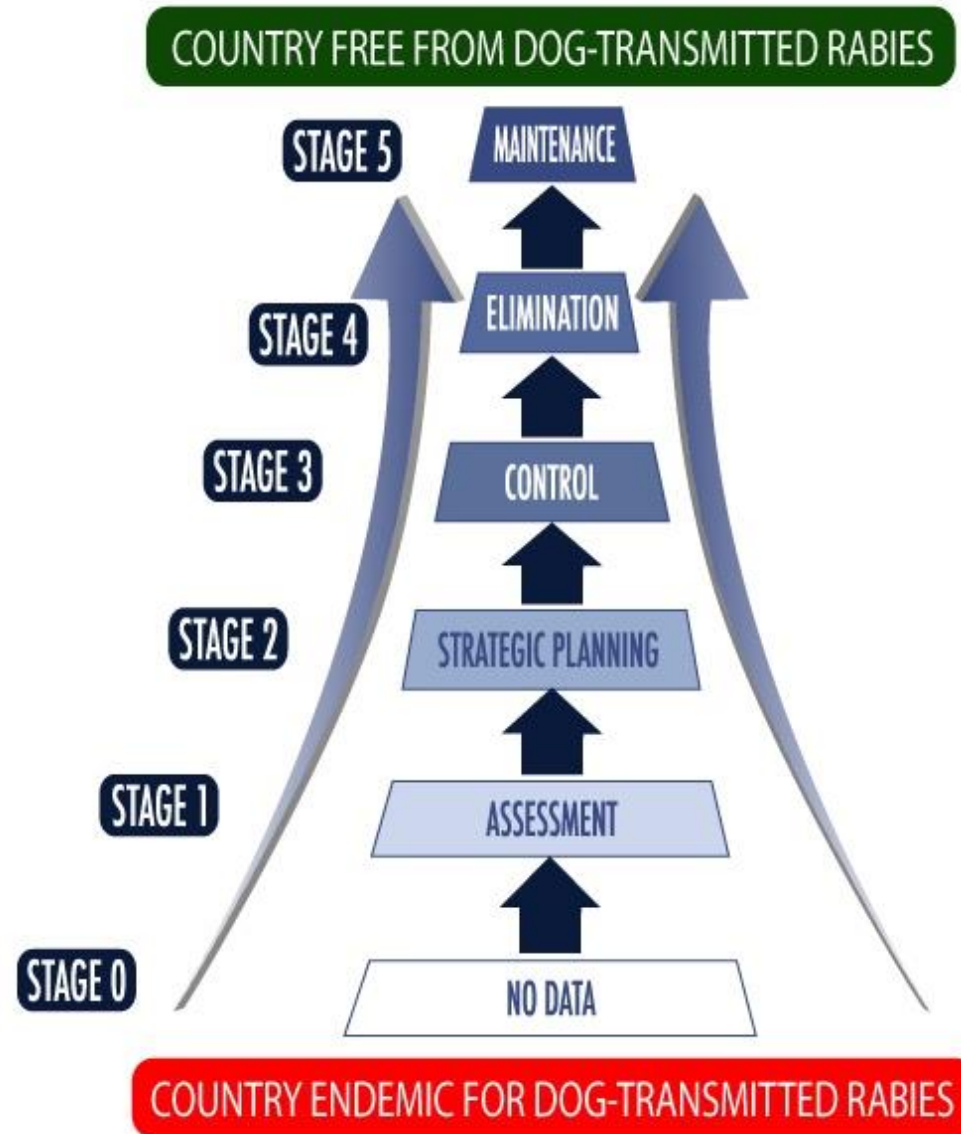 COUNTRY FREE FROM DOG-TRANSMITTED RABIES
STAGE 5
MAINTENANCE
STAGE 4
ELIMINATION
STAGE 3
CONTROL
STAGE 2
STRATEGIC PLANNING
STAGE 1
ASSESSMENT
STAGE 0
NO DATA
COUNTRY ENDEMIC FOR DOG-TRANSMITTED RABIES